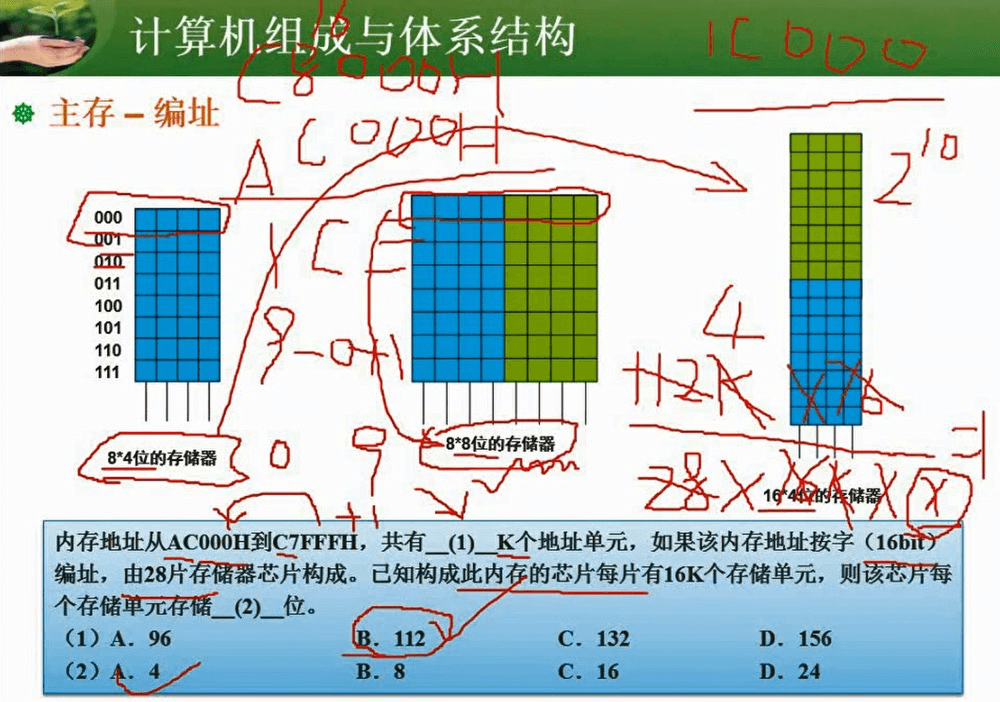 计算机组成与体系结构
1C000
C8000H
主存 – 编址
C000H
A
2^10
000
001
010
011
100
101
110
111
4
9-0+1
112K × 16
0 9
+1
8*4位的存储器
8*8位的存储器
16*4位的存储器
内存地址从AC000H到C7FFFH，共有__(1)__K个地址单元，如果该内存地址按字（16bit）
编址，由28片存储器芯片构成。已知构成此内存的芯片每片有16K个存储单元，则该芯片每
个存储单元存储__(2)__位。
（1）A．96 B．112 C．132 D．156
（2）A．4 B．8 C．16 D．24